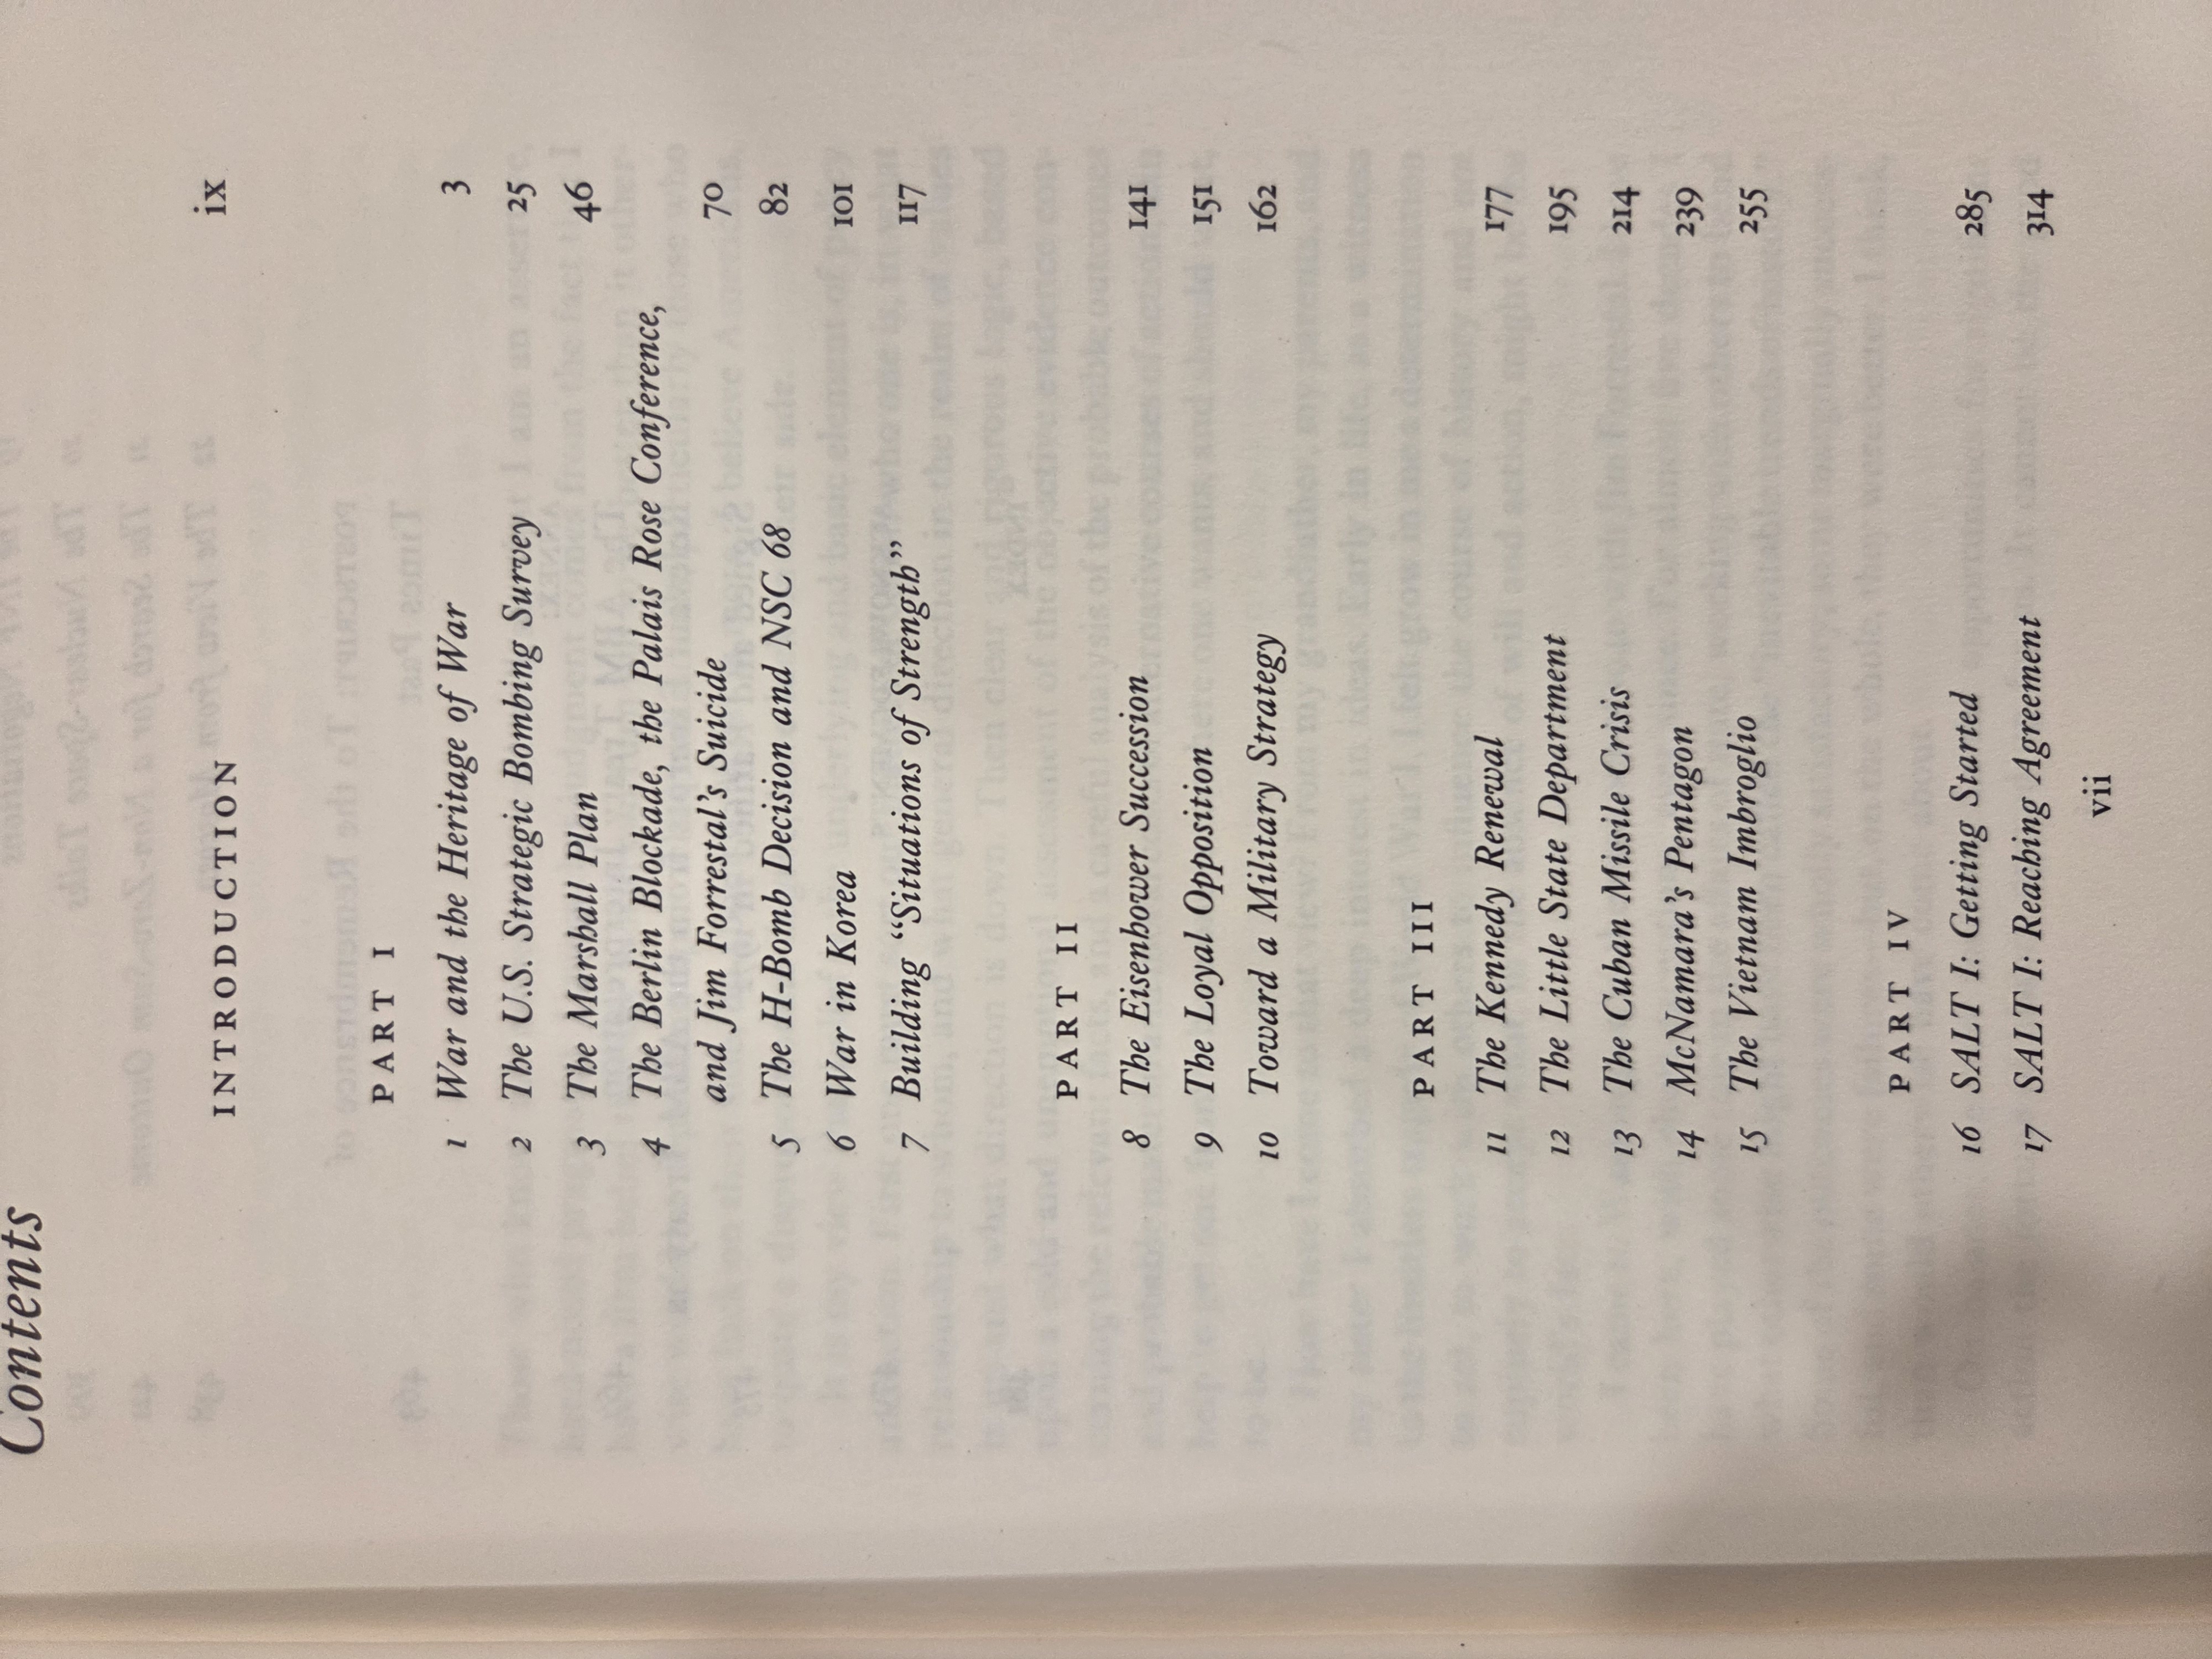 Contents
INTRODUCTION ix
PART I
1 War and the Heritage of War 3
2 The U.S. Strategic Bombing Survey 25
3 The Marshall Plan 46
4 The Berlin Blockade, the Palais Rose Conference,
and Jim Forrestal's Suicide 70
5 The H-Bomb Decision and NSC 68 82
6 War in Korea 101
7 Building “Situations of Strength” 117
PART II
8 The Eisenhower Succession 141
9 The Loyal Opposition 151
10 Toward a Military Strategy 162
PART III
11 The Kennedy Renewal 177
12 The Little State Department 195
13 The Cuban Missile Crisis 214
14 McNamara's Pentagon 239
15 The Vietnam Imbroglio 255
PART IV
16 SALT I: Getting Started 285
17 SALT I: Reaching Agreement 314
vii